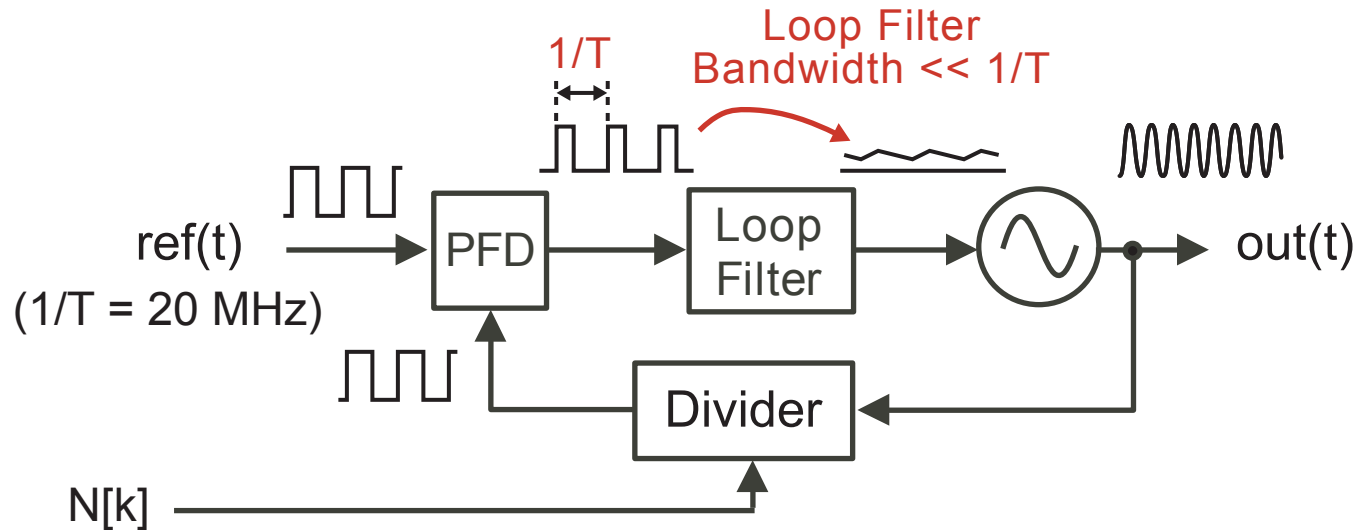 Loop Filter
Bandwidth << 1/T
1/T
ref(t)
(1/T = 20 MHz)
PFD
Loop
Filter
out(t)
Divider
N[k]